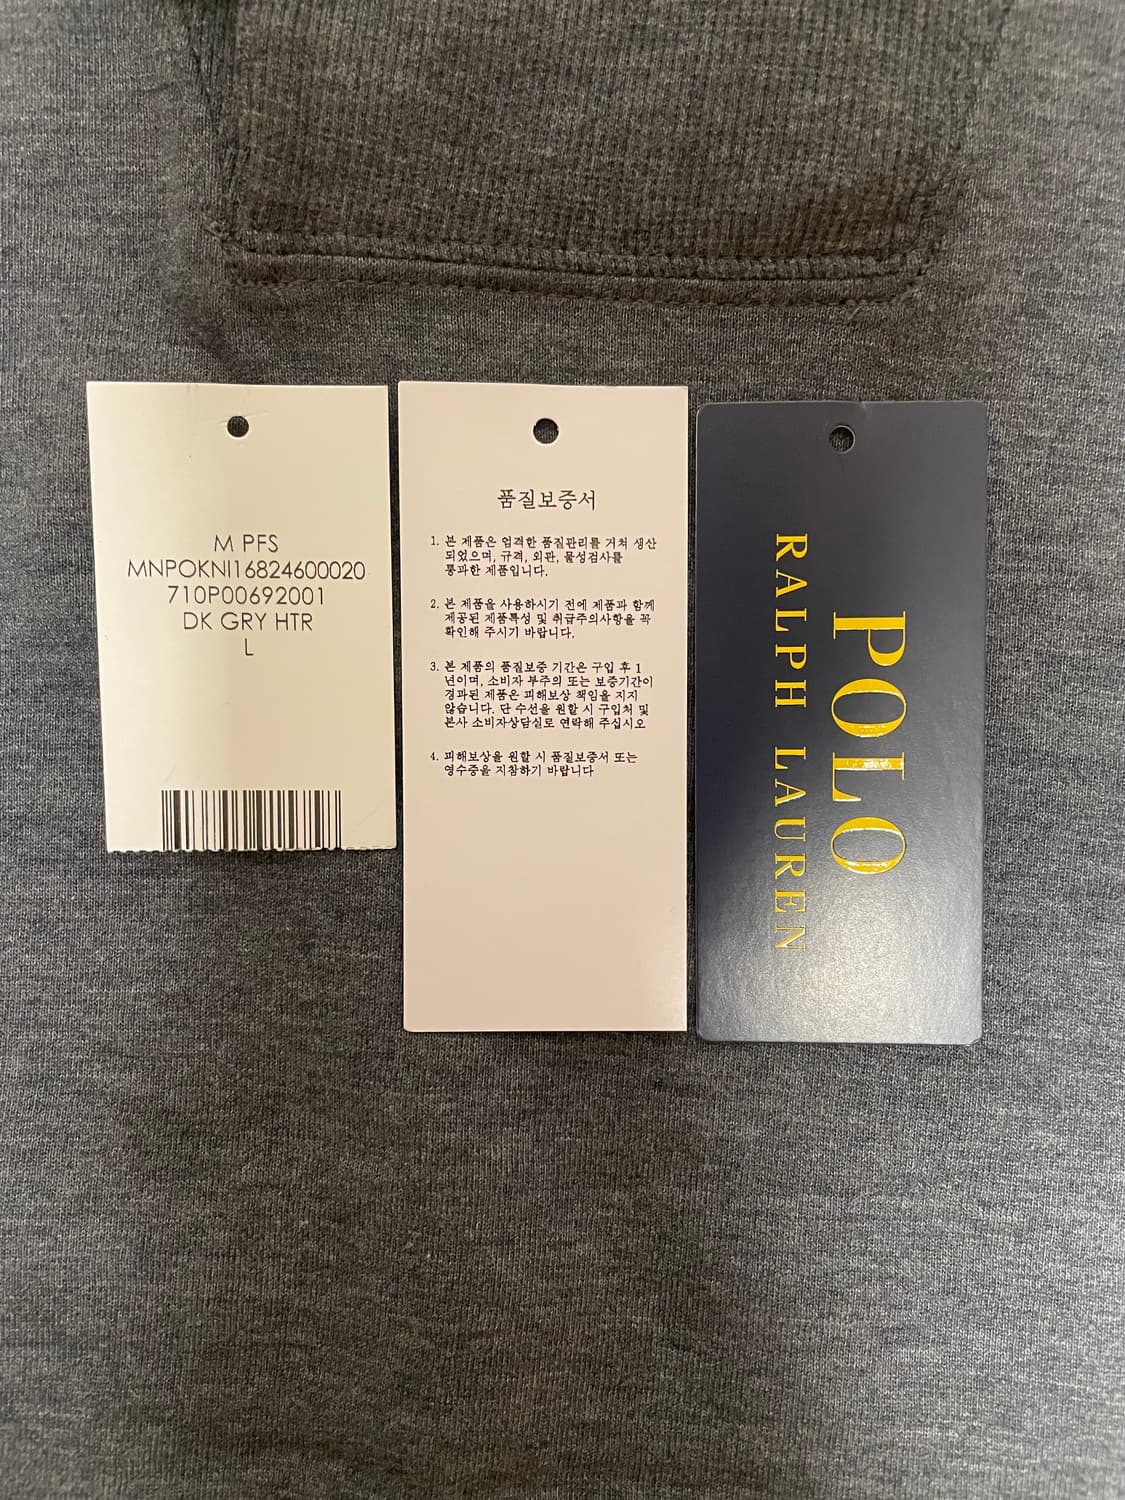 M PFS
MNPOKNI16824600020
710P00692001
DK GRY HTR
L
품질보증서
1. 본 제품은 엄격한 품질관리를 거쳐 생산
되었으며, 규격, 외관, 물성검사를
통과한 제품입니다.
2. 본 제품을 사용하시기 전에 제품과 함께
제공된 제품특성 및 취급주의사항을 꼭
확인해 주시기 바랍니다.
3. 본 제품의 품질보증 기간은 구입 후 1
년이며, 소비자 부주의 또는 보증기간이
경과된 제품은 피해보상 책임을 지지
않습니다. 단 수선을 원할 시 구입처 및
본사 소비자상담실로 연락해 주십시오
4. 피해보상을 원할 시 품질보증서 또는
영수증을 지참하기 바랍니다
POLO
RALPH LAUREN